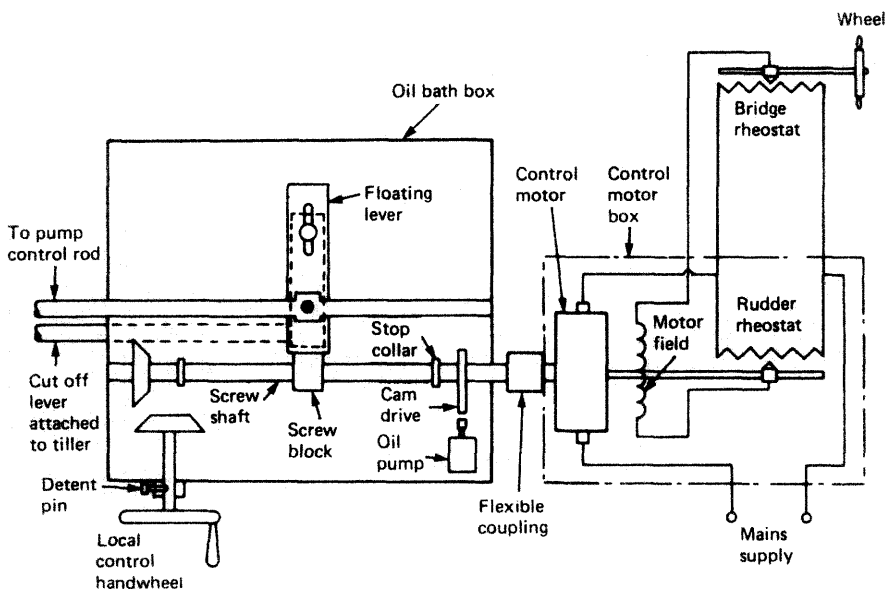 Wheel
Oil bath box
Bridge
rheostat
Floating
lever
Control
motor
Control
motor
box
To pump
control rod
Stop
collar
Motor
field
Rudder
rheostat
Cut off
lever
attached
to tiller
Screw
shaft
Screw
block
Cam
drive
Oil
pump
Detent
pin
Flexible
coupling
Mains
supply
Local
control
handwheel